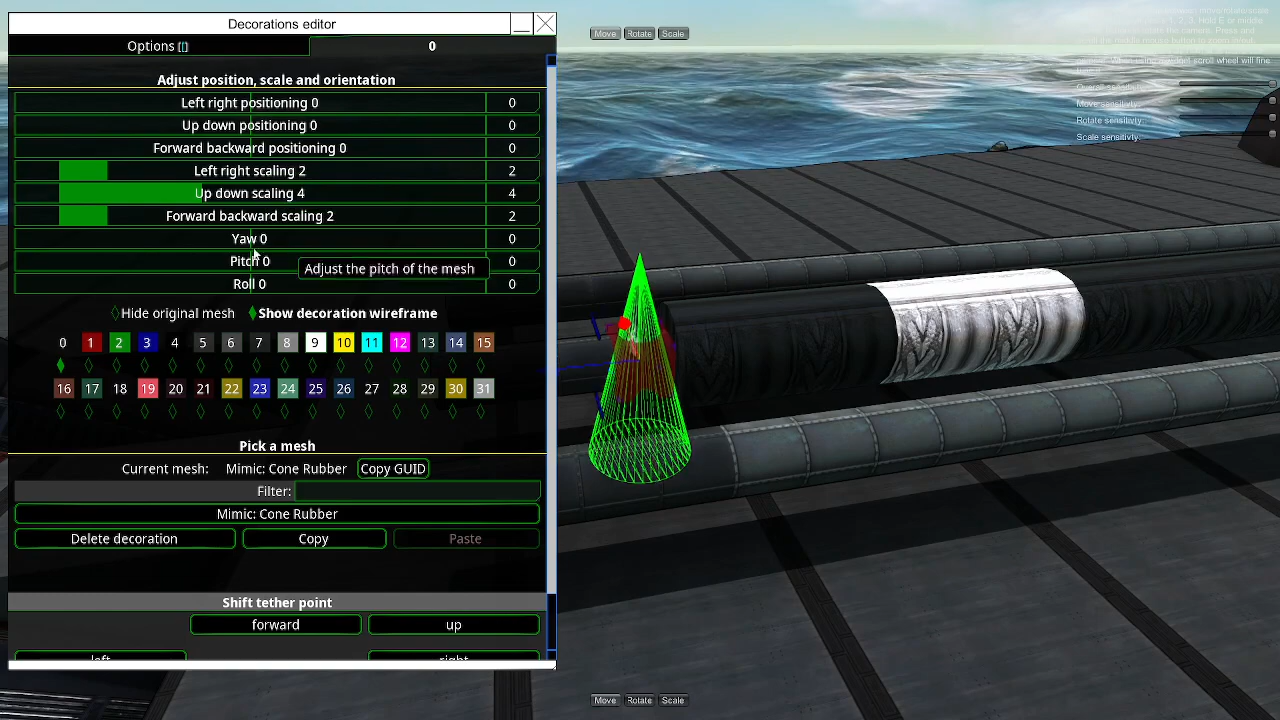 Decorations editor
Options [[]
0
Adjust position, scale and orientation
Left right positioning 0 0
Up down positioning 0 0
Forward backward positioning 0 0
Left right scaling 2 2
Up down scaling 4 4
Forward backward scaling 2 2
Yaw 0 0
Pitch 0 0
Adjust the pitch of the mesh
Roll 0 0
Hide original mesh Show decoration wireframe
0 1 2 3 4 5 6 7 8 9 10 11 12 13 14 15
16 17 18 19 20 21 22 23 24 25 26 27 28 29 30 31
Pick a mesh
Current mesh: Mimic: Cone Rubber Copy GUID
Filter:
Mimic: Cone Rubber
Delete decoration Copy Paste
Shift tether point
forward up
left right
Move Rotate Scale
scroll wheel will fine
Move sensitivity:
Rotate sensitivity:
Scale sensitivity:
Move Rotate Scale